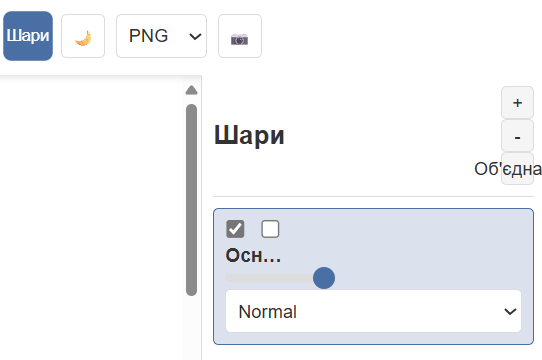 Шари
PNG
+
Шари
-
Об'єдна
Осн...
Normal